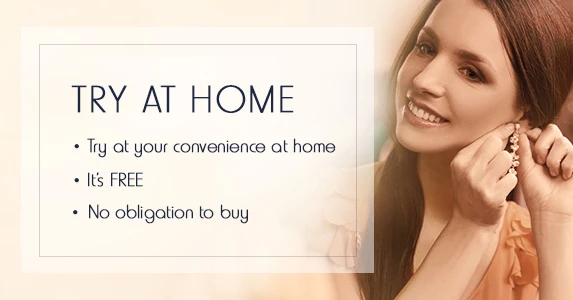 TRY AT HOME
• Try at your convenience at home
• It's FREE
• No obligation to buy